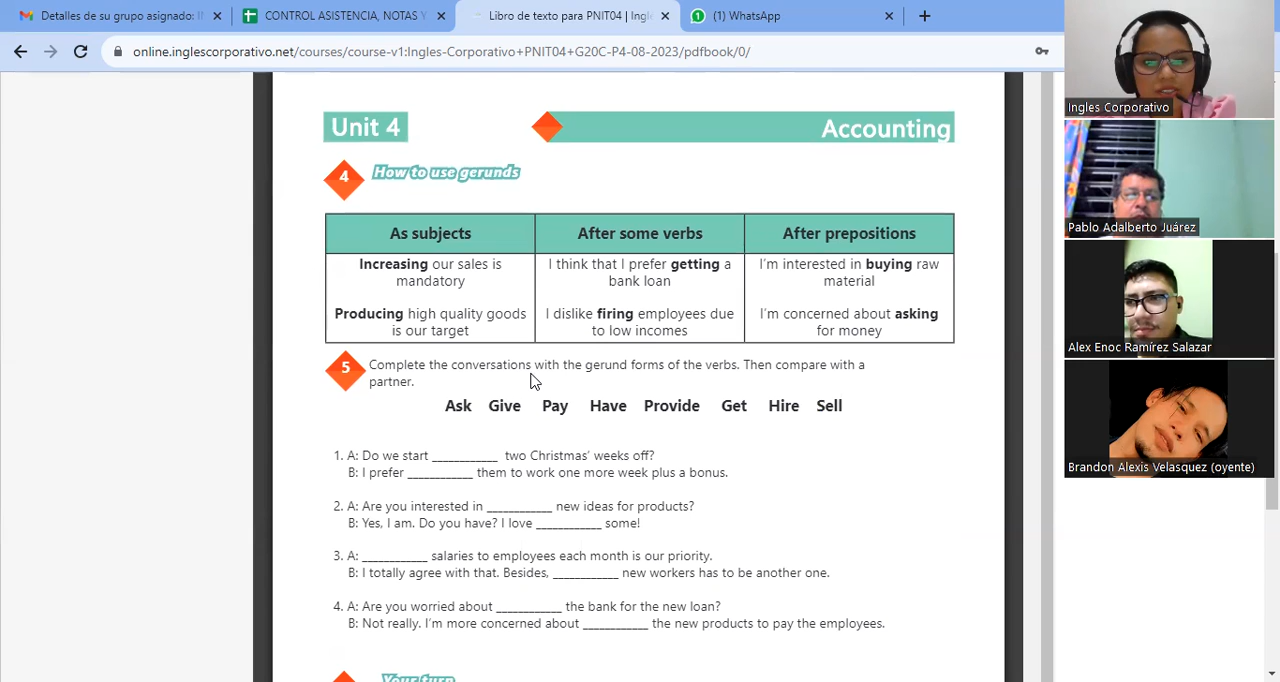 Detalles de su grupo asignado: I
CONTROL ASISTENCIA, NOTAS Y
Libro de texto para PNIT04 | Ingl
(1) WhatsApp
online.inglescorporativo.net/courses/course-v1:Ingles-Corporativo+PNIT04+G20C-P4-08-2023/pdfbook/0/
Unit 4
Accounting
4 How to use gerunds
As subjects After some verbs After prepositions
Increasing our sales is mandatory
I think that I prefer getting a bank loan
I'm interested in buying raw material
Producing high quality goods is our target
I dislike firing employees due to low incomes
I'm concerned about asking for money
5 Complete the conversations with the gerund forms of the verbs. Then compare with a
partner.
Ask Give Pay Have Provide Get Hire Sell
1. A: Do we start ___________ two Christmas' weeks off?
B: I prefer ___________ them to work one more week plus a bonus.
2. A: Are you interested in ___________ new ideas for products?
B: Yes, I am. Do you have? I love ___________ some!
3. A: ___________ salaries to employees each month is our priority.
B: I totally agree with that. Besides, ___________ new workers has to be another one.
4. A: Are you worried about ___________ the bank for the new loan?
B: Not really. I'm more concerned about ___________ the new products to pay the employees.
Your turn
Ingles Corporativo
Pablo Adalberto Juárez
Alex Enoc Ramírez Salazar
Brandon Alexis Velasquez (oyente)